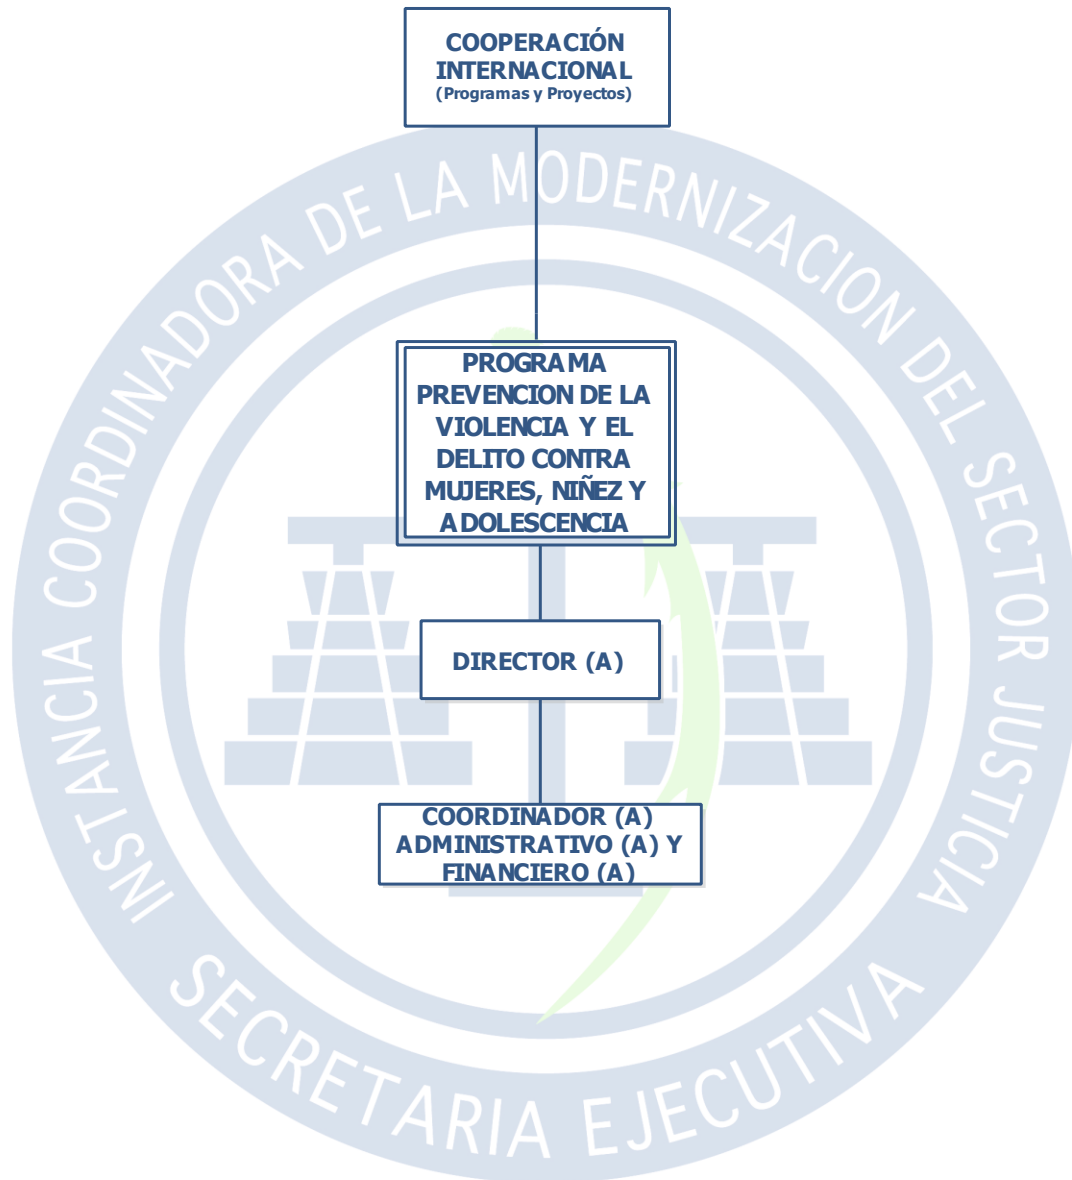 COOPERACIÓN
INTERNACIONAL
(Programas y Proyectos)
PROGRAMA
PREVENCION DE LA
VIOLENCIA Y EL
DELITO CONTRA
MUJERES, NIÑEZ Y
ADOLESCENCIA
DIRECTOR (A)
COORDINADOR (A)
ADMINISTRATIVO (A) Y
FINANCIERO (A)
INSTANCIA COORDINADORA DE LA MODERNIZACION DEL SECTOR JUSTICIA
SECRETARIA EJECUTIVA